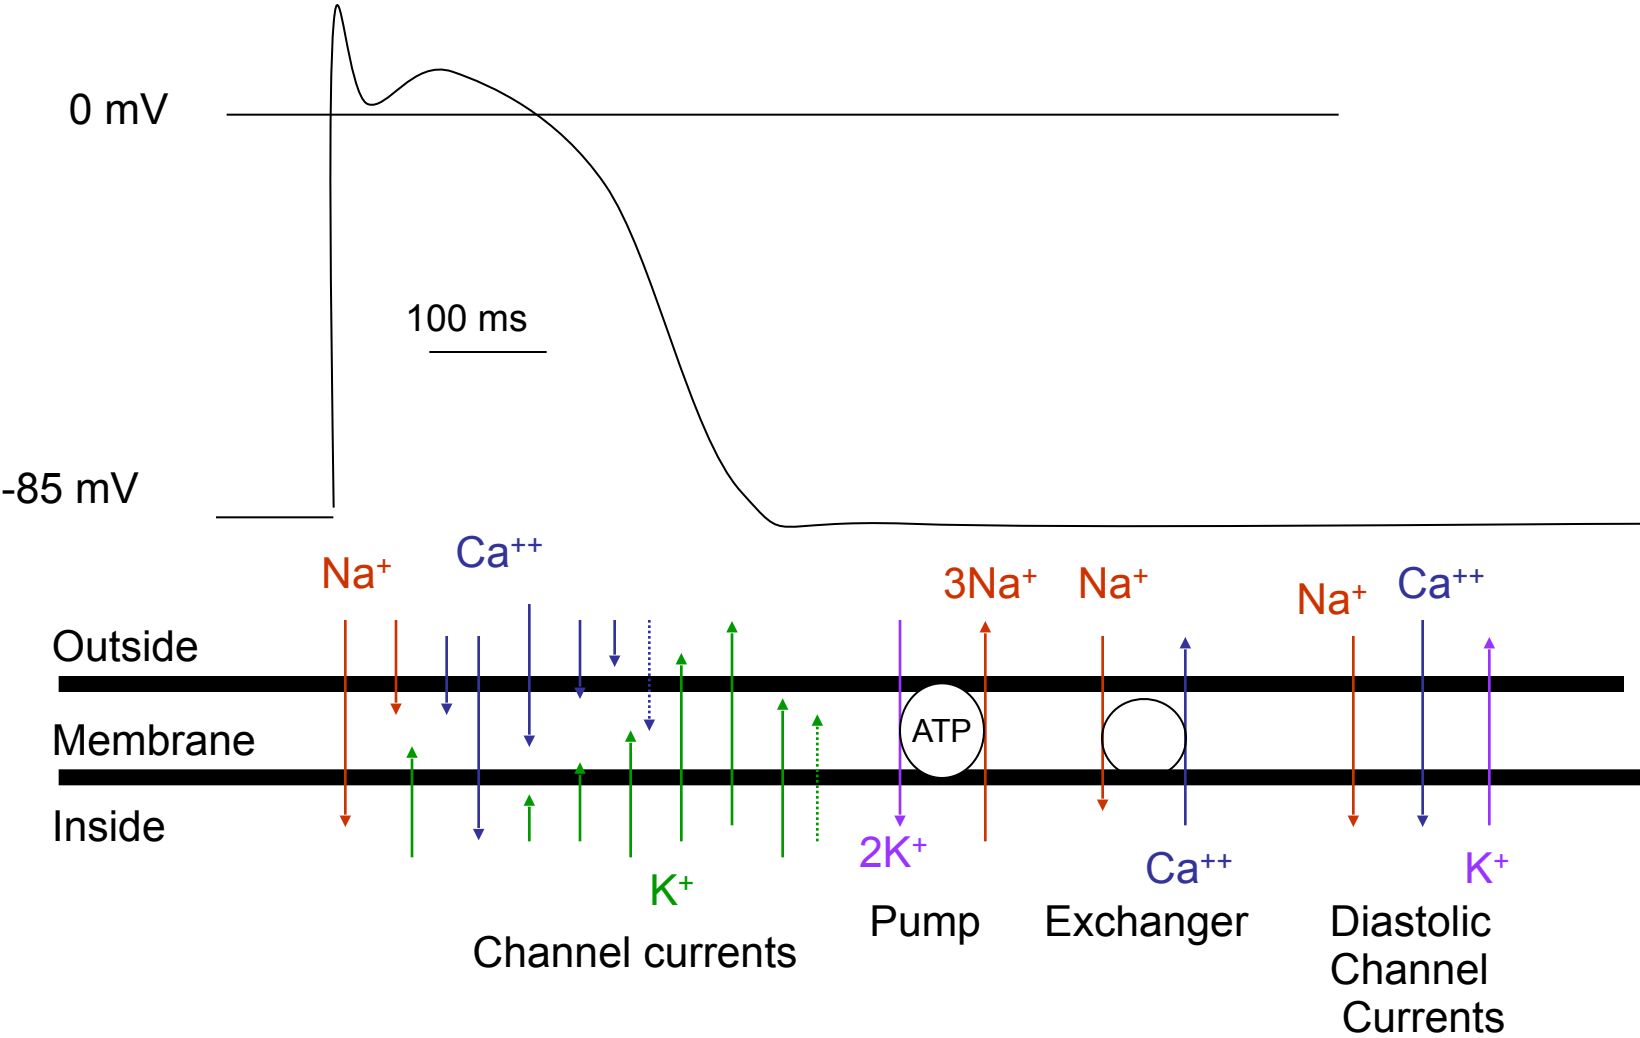 0 mV
100 ms
-85 mV
Na⁺
Ca⁺⁺
3Na⁺
Na⁺
Na⁺
Ca⁺⁺
Outside
Membrane
ATP
Inside
2K⁺
Ca⁺⁺
K⁺
K⁺
Pump
Exchanger
Diastolic
Channel
Currents
Channel currents